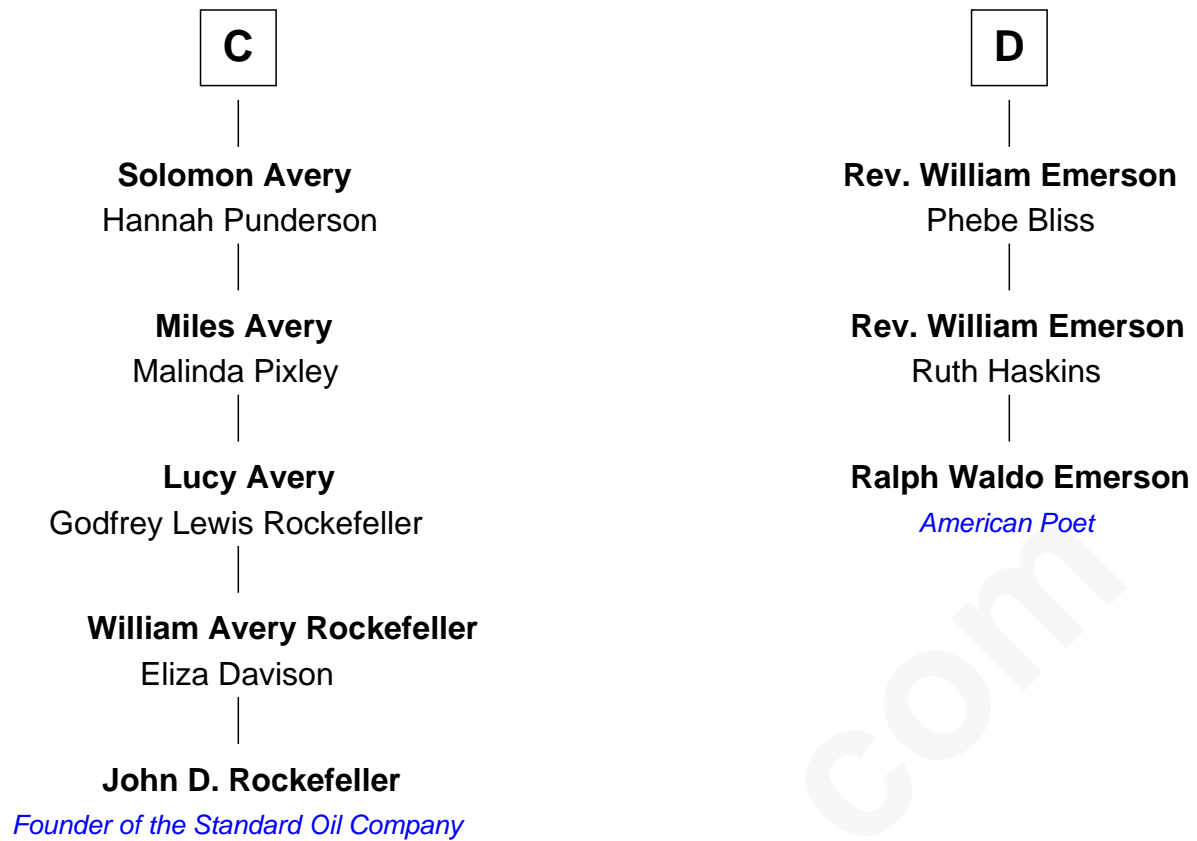 C
Solomon Avery
Hannah Punderson
Miles Avery
Malinda Pixley
Lucy Avery
Godfrey Lewis Rockefeller
William Avery Rockefeller
Eliza Davison
John D. Rockefeller
Founder of the Standard Oil Company
D
Rev. William Emerson
Phebe Bliss
Rev. William Emerson
Ruth Haskins
Ralph Waldo Emerson
American Poet
com